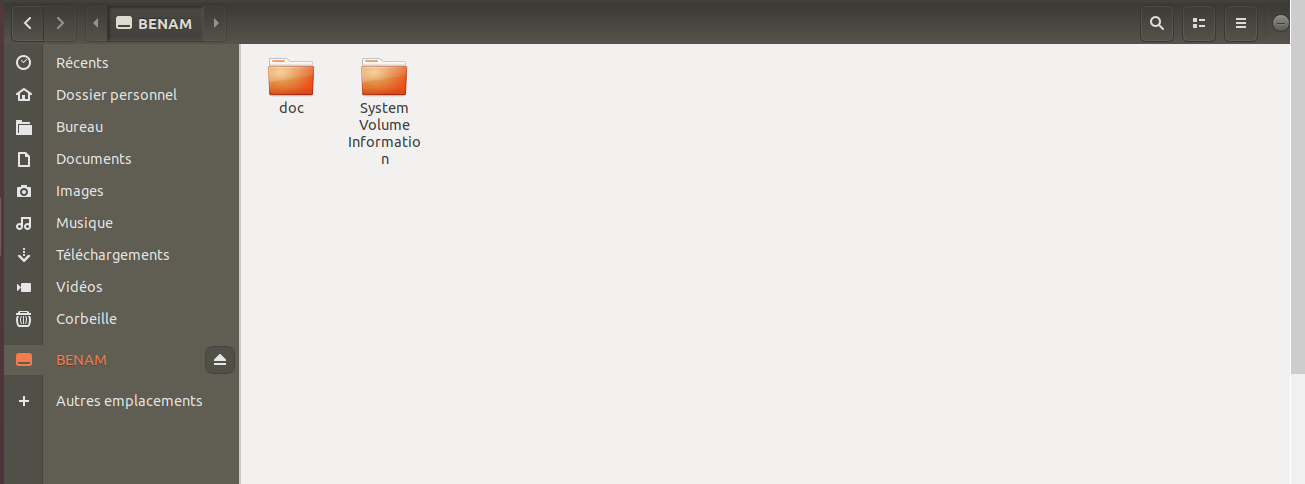 BENAM
Récents
Dossier personnel
Bureau
Documents
Images
Musique
Téléchargements
Vidéos
Corbeille
BENAM
Autres emplacements
doc
System
Volume
Informatio
n